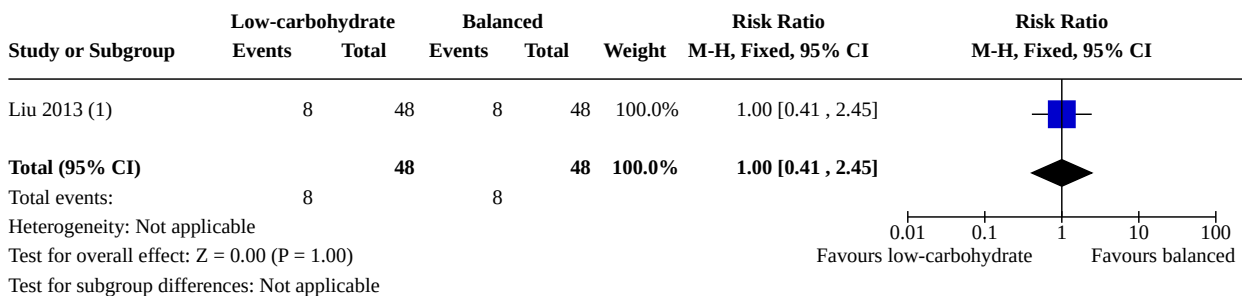 Low-carbohydrate Balanced Risk Ratio Risk Ratio
Study or Subgroup Events Total Events Total Weight M-H, Fixed, 95% CI M-H, Fixed, 95% CI
Liu 2013 (1) 8 48 8 48 100.0% 1.00 [0.41 , 2.45]
Total (95% CI) 48 48 100.0% 1.00 [0.41 , 2.45]
Total events: 8 8
Heterogeneity: Not applicable
0.01 0.1 1 10 100
Test for overall effect: Z = 0.00 (P = 1.00) Favours low-carbohydrate Favours balanced
Test for subgroup differences: Not applicable